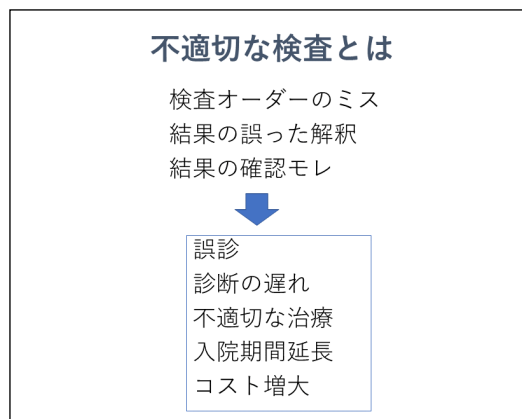 不適切な検査とは
検査オーダーのミス
結果の誤った解釈
結果の確認モレ
誤診
診断の遅れ
不適切な治療
入院期間延長
コスト増大